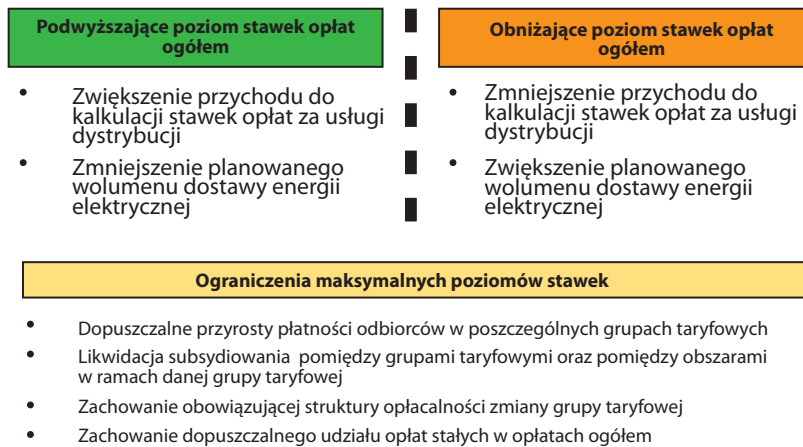 Podwyższające poziom stawek opłat
ogółem
• Zwiększenie przychodu do
kalkulacji stawek opłat za usługi
dystrybucji
• Zmniejszenie planowanego
wolumenu dostawy energii
elektrycznej
Obniżające poziom stawek opłat
ogółem
• Zmniejszenie przychodu do
kalkulacji stawek opłat za usługi
dystrybucji
• Zwiększenie planowanego
wolumenu dostawy energii
elektrycznej
Ograniczenia maksymalnych poziomów stawek
• Dopuszczalne przyrosty płatności odbiorców w poszczególnych grupach taryfowych
• Likwidacja subsydiowania pomiędzy grupami taryfowymi oraz pomiędzy obszarami
w ramach danej grupy taryfowej
• Zachowanie obowiązującej struktury opłacalności zmiany grupy taryfowej
• Zachowanie dopuszczalnego udziału opłat stałych w opłatach ogółem